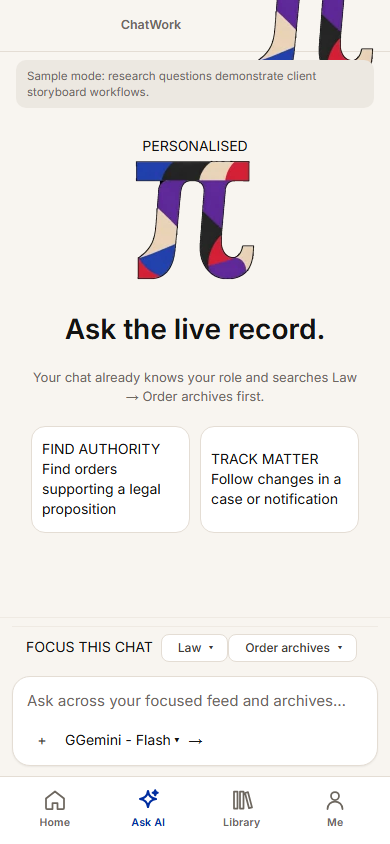 ChatWork
Sample mode: research questions demonstrate client
storyboard workflows.
PERSONALISED
Ask the live record.
Your chat already knows your role and searches Law
→ Order archives first.
FIND AUTHORITY
Find orders
supporting a legal
proposition
TRACK MATTER
Follow changes in a
case or notification
FOCUS THIS CHAT Law ▾ Order archives ▾
Ask across your focused feed and archives...
+ GGemini - Flash ▾ →
Home Ask AI Library Me